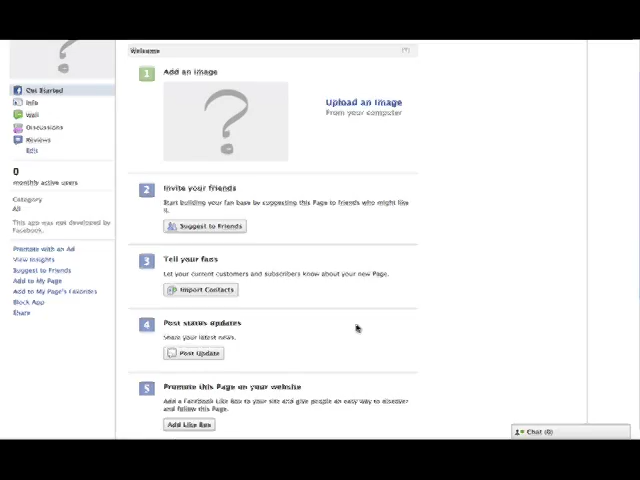 Welcome
[?]
1
Add an image
Upload an image
From your computer
Get Started
Info
Wall
Discussions
Reviews
Edit
0
monthly active users
Category
All
This app was not developed by
Facebook.
Promote with an Ad
View Insights
Suggest to Friends
Add to My Page
Add to My Page's Favorites
Block App
Share
2
Invite your friends
Start building your fan base by suggesting this Page to friends who might like
it.
Suggest to Friends
3
Tell your fans
Let your current customers and subscribers know about your new Page.
Import Contacts
4
Post status updates
Share your latest news.
Post Update
5
Promote this Page on your website
Add a Facebook Like Box to your site and give people an easy way to discover
and follow this Page.
Add Like Box
Chat (8)